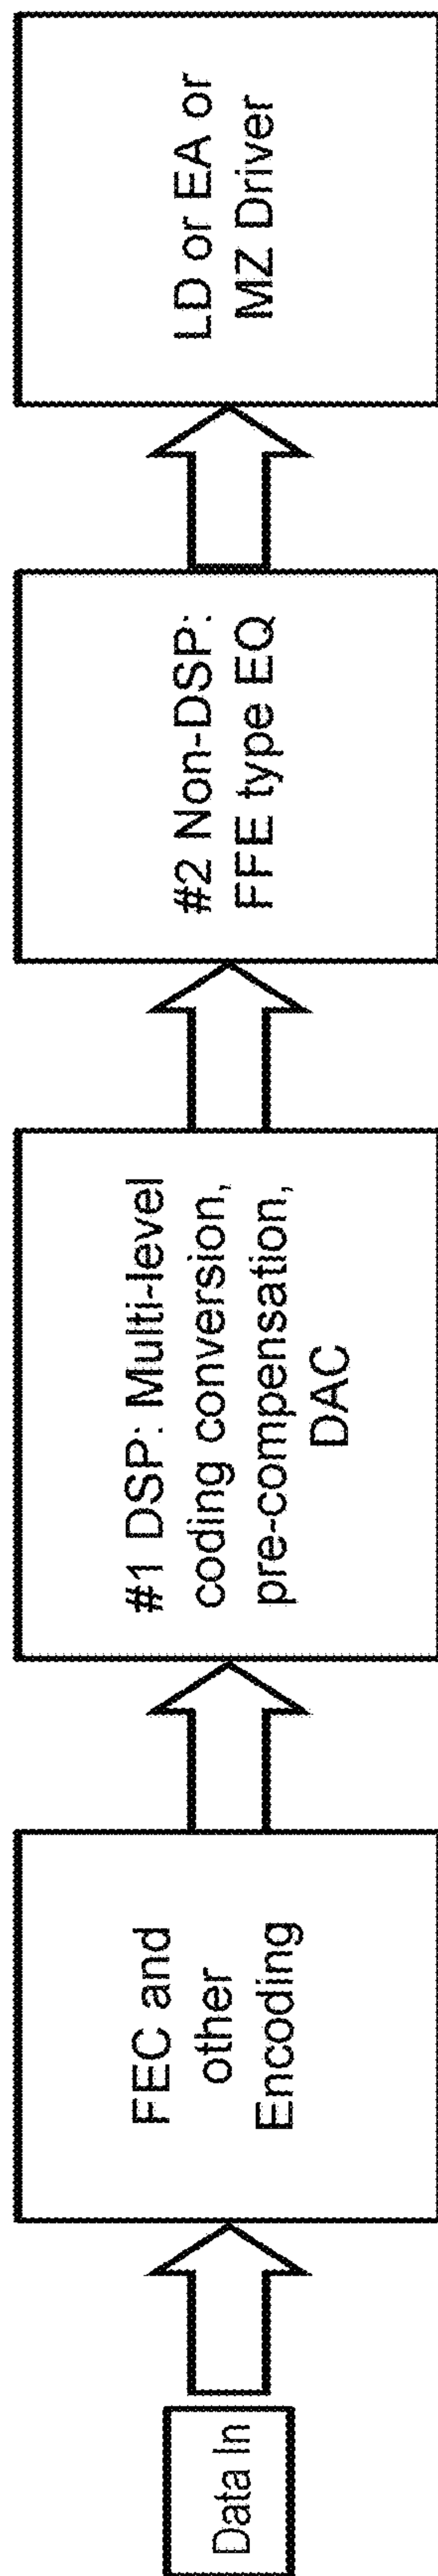 Data In
FEC and
other
Encoding
#1 DSP: Multi-level
coding conversion,
pre-compensation,
DAC
#2 Non-DSP:
FFE type EQ
LD or EA or
MZ Driver